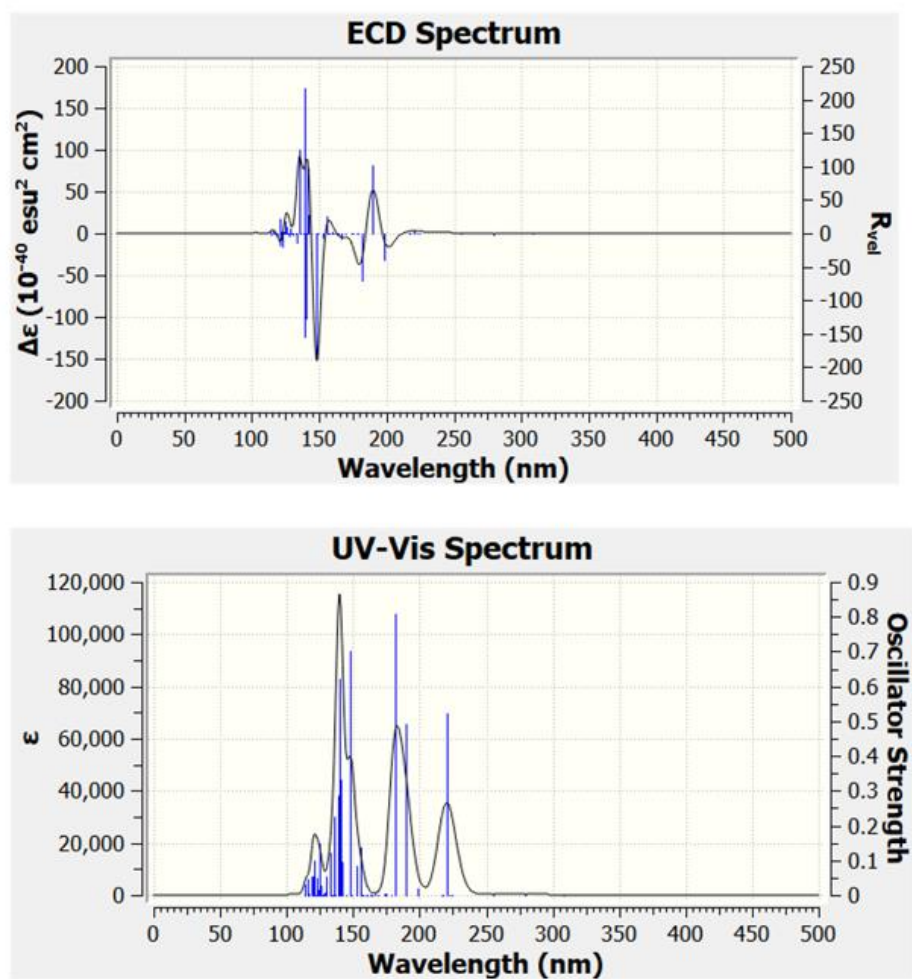 ECD Spectrum
200 250
150 200
150
100 100
50 50
0 0
-50 -50
-100 -100
-150
-150 -200
-200 -250
Δε (10⁻⁴⁰ esu² cm²)
Rvel
0 50 100 150 200 250 300 350 400 450 500
Wavelength (nm)
UV-Vis Spectrum
120,000 0.9
0.8
100,000 0.7
80,000 0.6
0.5
60,000 0.4
40,000 0.3
20,000 0.2
0.1
0 0
ε
Oscillator Strength
0 50 100 150 200 250 300 350 400 450 500
Wavelength (nm)